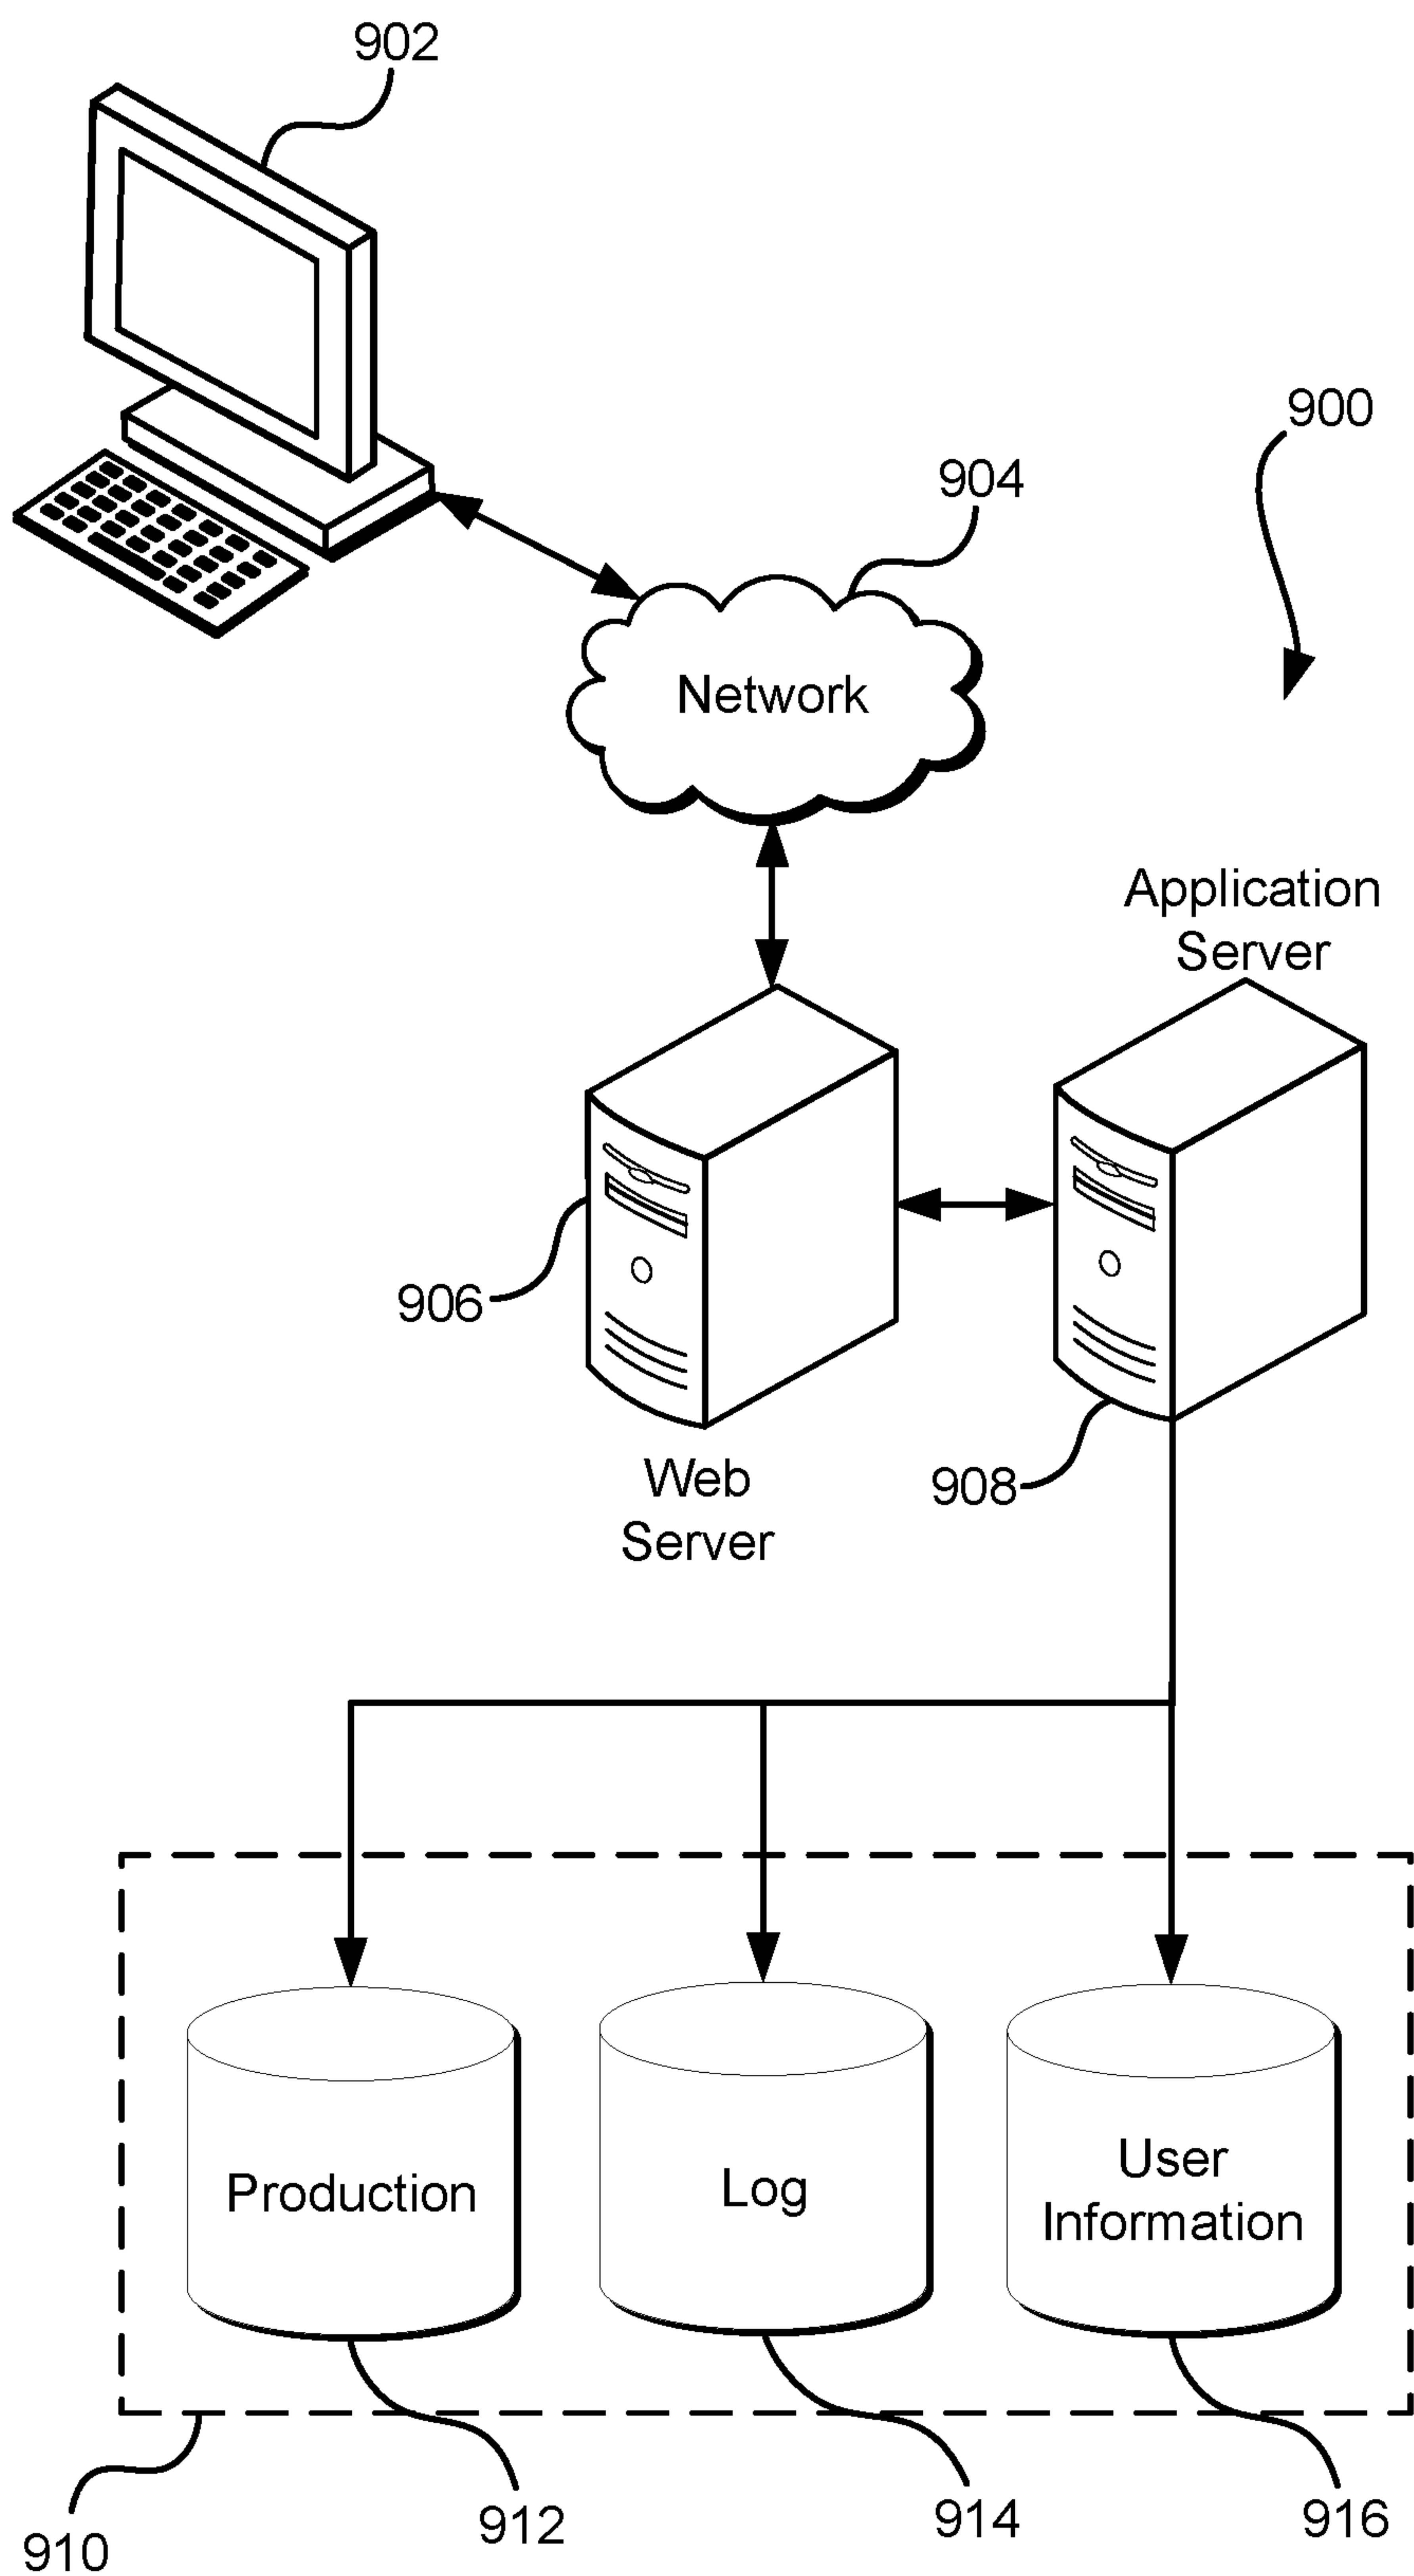 902
900
904
Network
Application
Server
906
Web
Server
908
Production
Log
User
Information
910
912
914
916